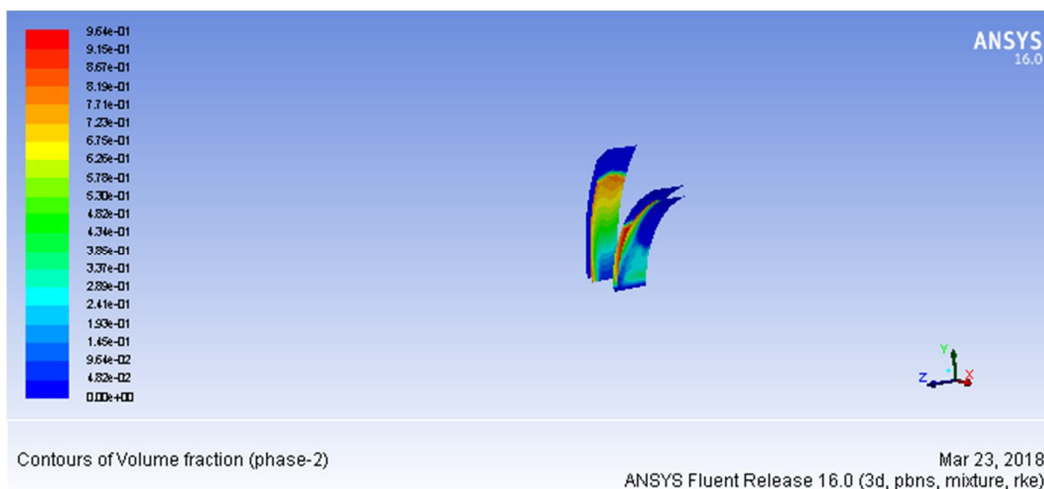 9.64e-01
9.15e-01
8.67e-01
8.19e-01
7.71e-01
7.23e-01
6.75e-01
6.26e-01
5.78e-01
5.30e-01
4.82e-01
4.34e-01
3.85e-01
3.37e-01
2.89e-01
2.41e-01
1.93e-01
1.45e-01
9.64e-02
4.82e-02
0.00e+00
ANSYS
16.0
Y
Z X
Contours of Volume fraction (phase-2)
Mar 23, 2018
ANSYS Fluent Release 16.0 (3d, pbns, mixture, rke)